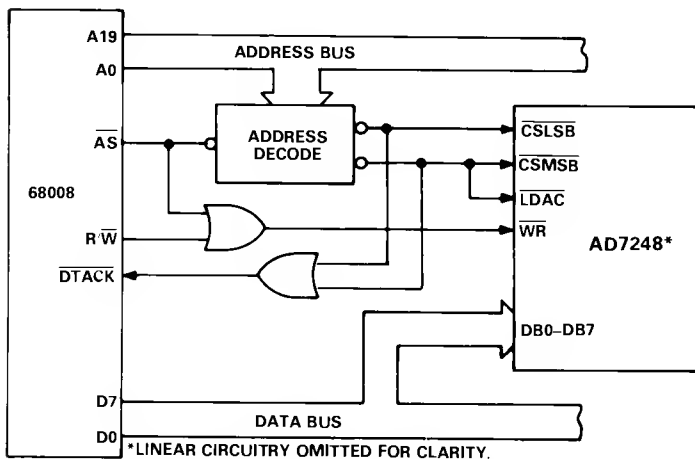 A19
ADDRESS BUS
A0
ADDRESS
DECODE
AS
CSLSB
CSMSB
LDAC
68008
R/W
WR
AD7248*
DTACK
DB0–DB7
D7
DATA BUS
D0
*LINEAR CIRCUITRY OMITTED FOR CLARITY.